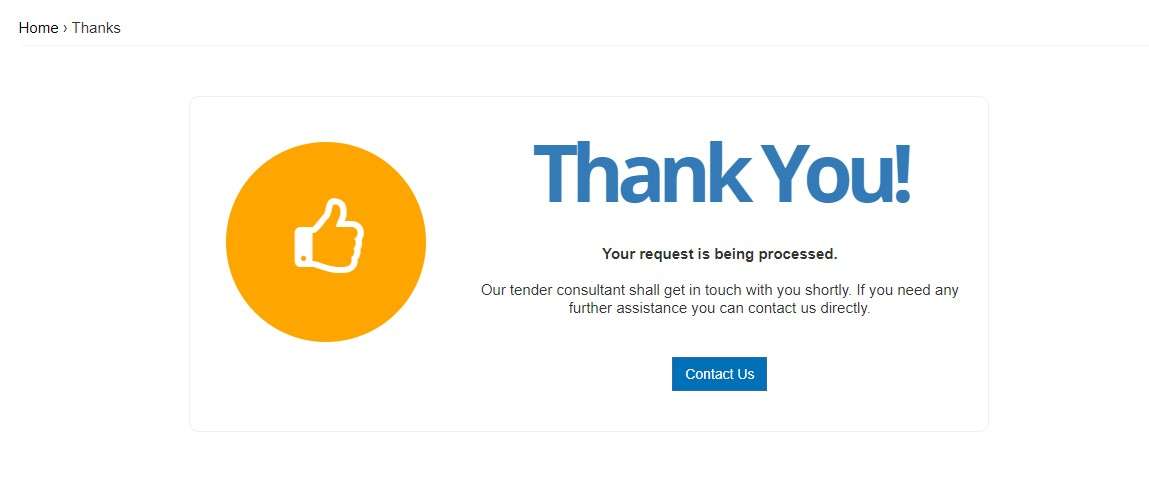 Home › Thanks
Thank You!
Your request is being processed.
Our tender consultant shall get in touch with you shortly. If you need any
further assistance you can contact us directly.
Contact Us